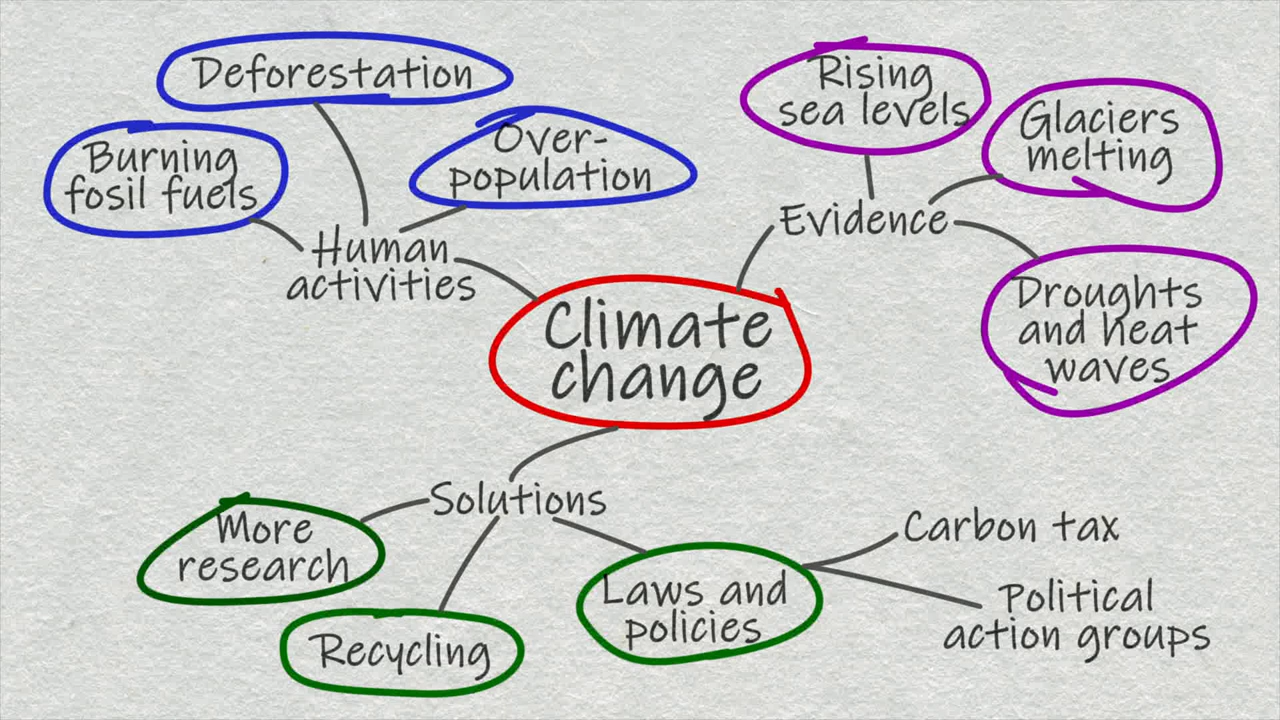 Deforestation
Burning
fosil fuels
Over-
population
Human
activities
Rising
sea levels
Glaciers
melting
Evidence
Droughts
and heat
waves
Climate
change
Solutions
More
research
Recycling
Laws and
policies
Carbon tax
Political
action groups